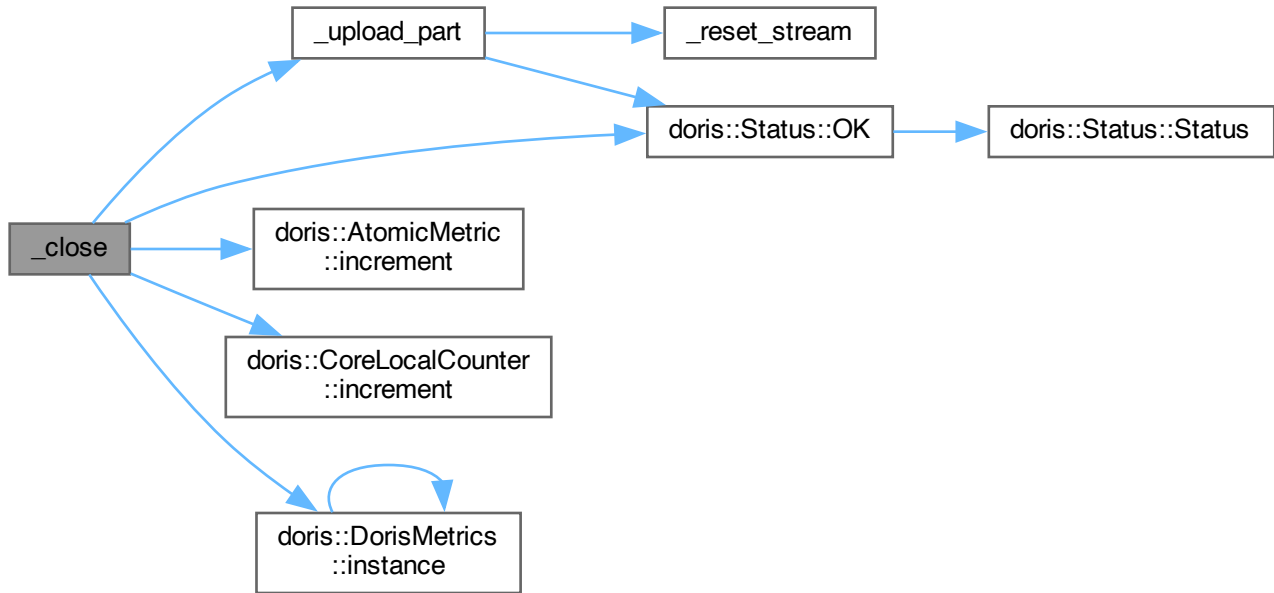 _upload_part
_reset_stream
doris::Status::OK
doris::Status::Status
_close
doris::AtomicMetric
::increment
doris::CoreLocalCounter
::increment
doris::DorisMetrics
::instance